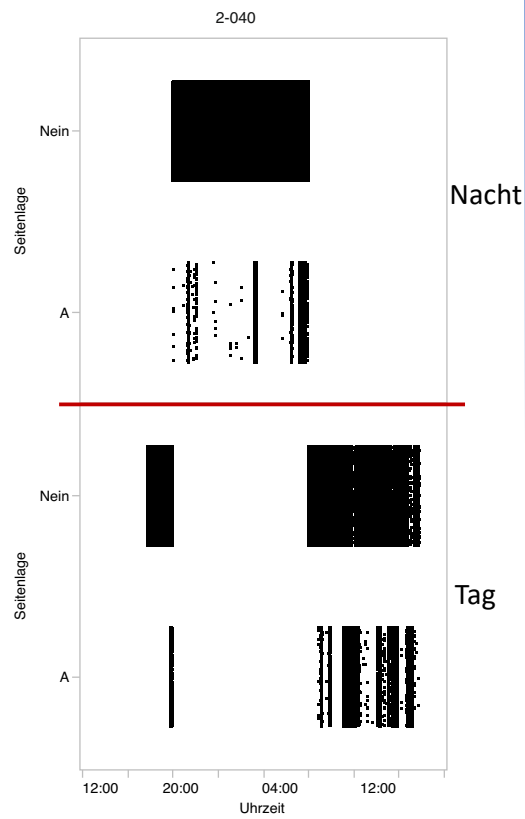 2-040
Nein
Seitenlage
Nacht
A
Nein
Seitenlage
Tag
A
12:00 20:00 04:00 12:00
Uhrzeit